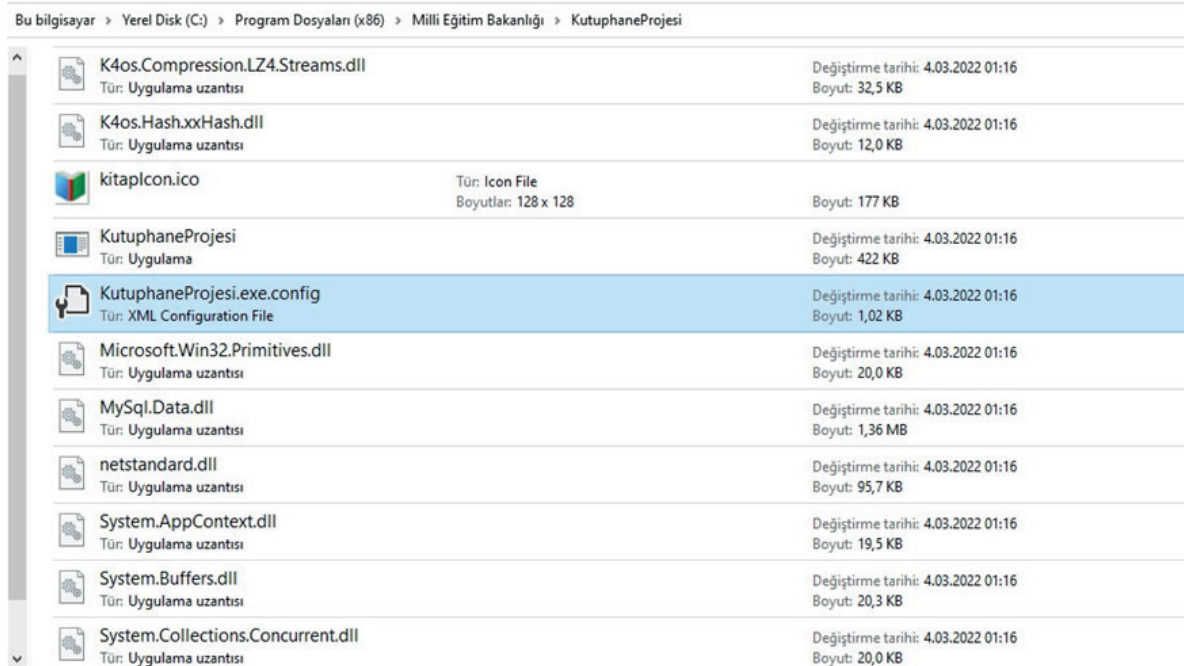 Bu bilgisayar > Yerel Disk (C:) > Program Dosyaları (x86) > Milli Eğitim Bakanlığı > KutuphaneProjesi
K4os.Compression.LZ4.Streams.dll
Tür: Uygulama uzantısı
Değiştirme tarihi: 4.03.2022 01:16
Boyut: 32,5 KB
K4os.Hash.xxHash.dll
Tür: Uygulama uzantısı
Değiştirme tarihi: 4.03.2022 01:16
Boyut: 12,0 KB
kitapIcon.ico
Tür: Icon File
Boyutlar: 128 x 128
Boyut: 177 KB
KutuphaneProjesi
Tür: Uygulama
Değiştirme tarihi: 4.03.2022 01:16
Boyut: 422 KB
KutuphaneProjesi.exe.config
Tür: XML Configuration File
Değiştirme tarihi: 4.03.2022 01:16
Boyut: 1,02 KB
Microsoft.Win32.Primitives.dll
Tür: Uygulama uzantısı
Değiştirme tarihi: 4.03.2022 01:16
Boyut: 20,0 KB
MySql.Data.dll
Tür: Uygulama uzantısı
Değiştirme tarihi: 4.03.2022 01:16
Boyut: 1,36 MB
netstandard.dll
Tür: Uygulama uzantısı
Değiştirme tarihi: 4.03.2022 01:16
Boyut: 95,7 KB
System.AppContext.dll
Tür: Uygulama uzantısı
Değiştirme tarihi: 4.03.2022 01:16
Boyut: 19,5 KB
System.Buffers.dll
Tür: Uygulama uzantısı
Değiştirme tarihi: 4.03.2022 01:16
Boyut: 20,3 KB
System.Collections.Concurrent.dll
Tür: Uygulama uzantısı
Değiştirme tarihi: 4.03.2022 01:16
Boyut: 20,0 KB